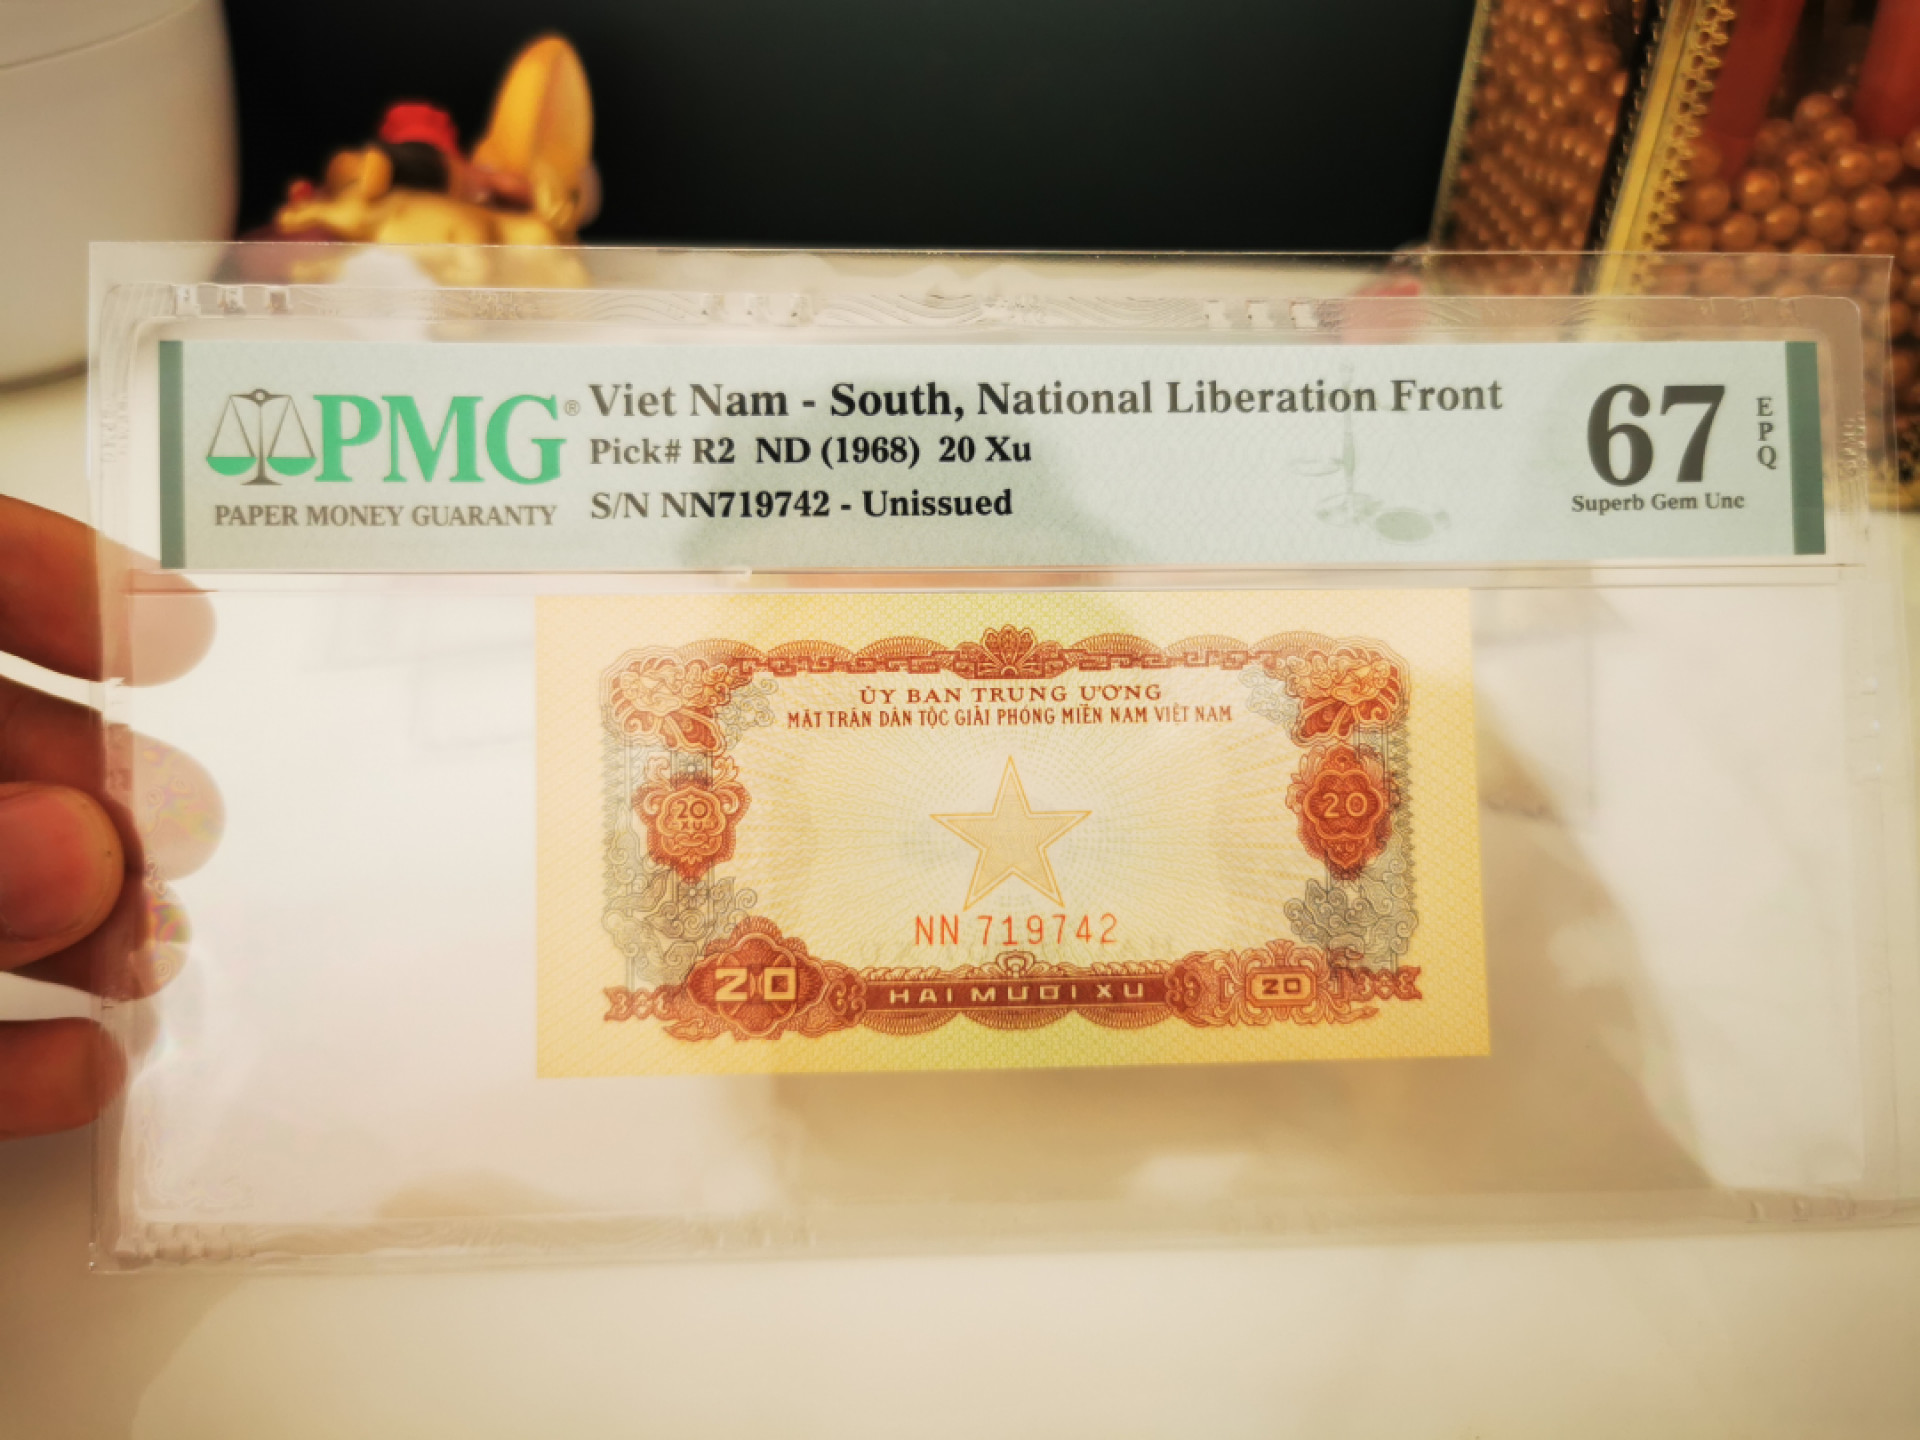 PMG®
PAPER MONEY GUARANTY
Viet Nam - South, National Liberation Front
Pick# R2 ND (1968) 20 Xu
S/N NN719742 - Unissued
67
EPQ
Superb Gem Unc
ỦY BAN TRUNG ƯƠNG
MẶT TRẬN DÂN TỘC GIẢI PHÓNG MIỀN NAM VIỆT NAM
20
XU
20
XU
NN 719742
20
HAI MƯƠI XU
20